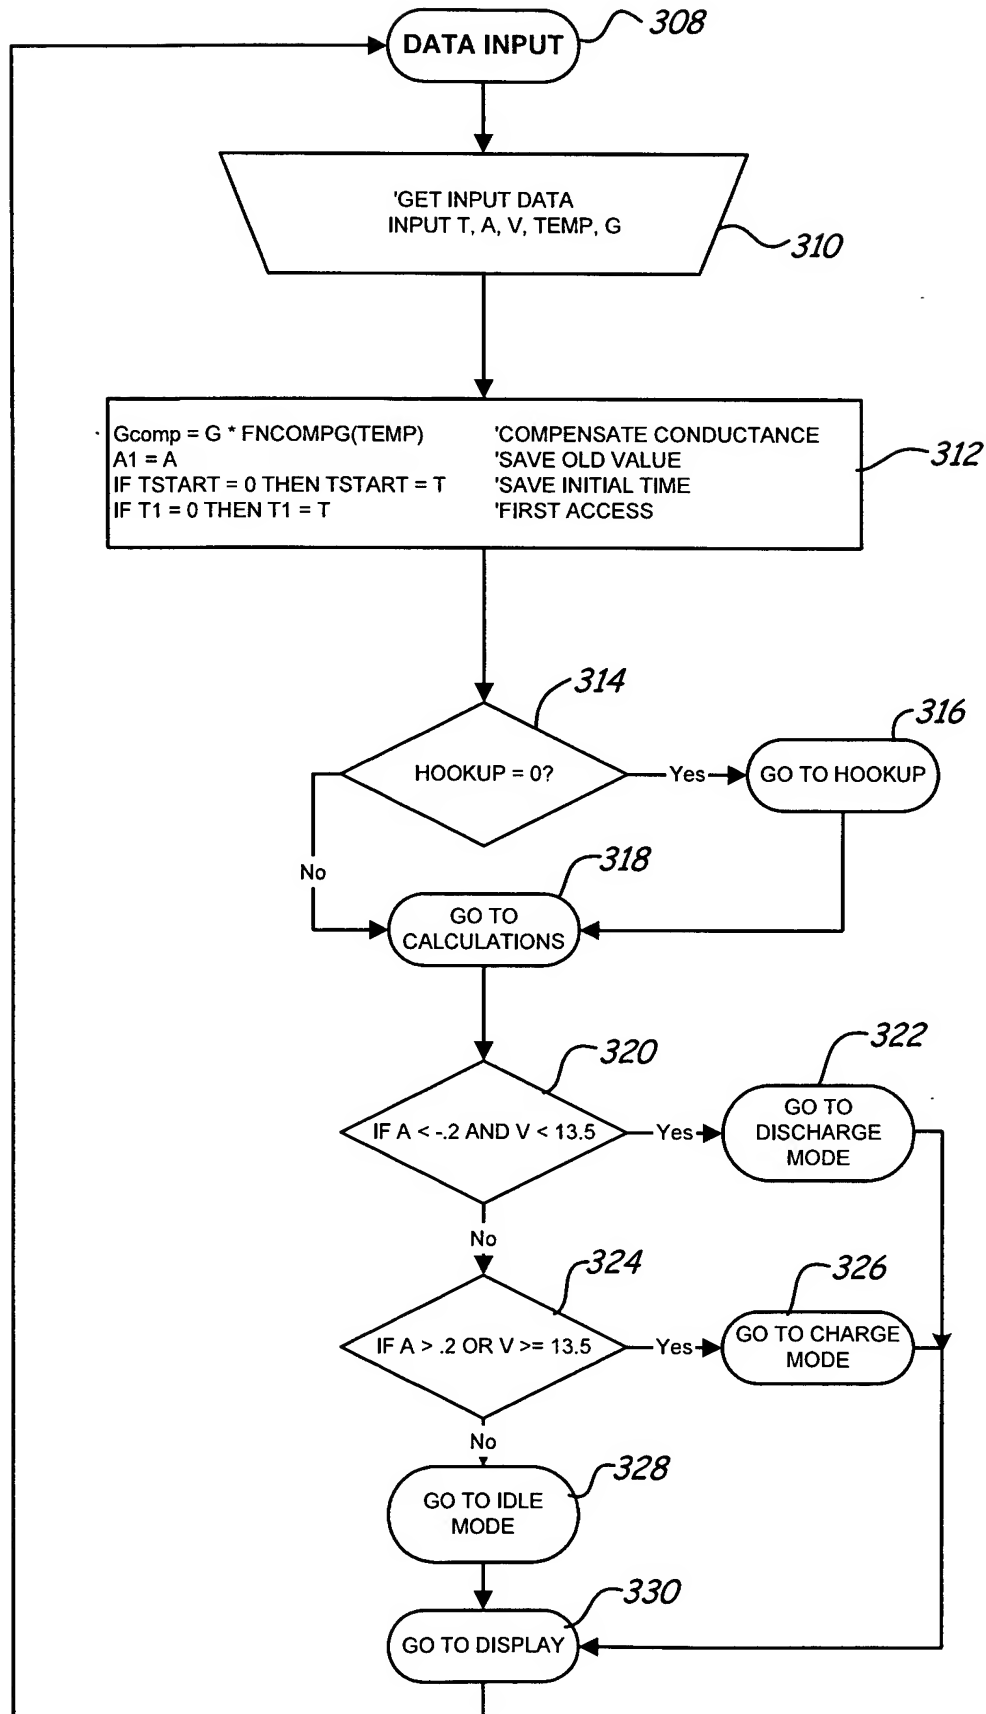 DATA INPUT
308
'GET INPUT DATA
INPUT T, A, V, TEMP, G
310
Gcomp = G * FNCOMPG(TEMP) 'COMPENSATE CONDUCTANCE
A1 = A 'SAVE OLD VALUE
IF TSTART = 0 THEN TSTART = T 'SAVE INITIAL TIME
IF T1 = 0 THEN T1 = T 'FIRST ACCESS
312
314
HOOKUP = 0?
Yes
316
GO TO HOOKUP
No
318
GO TO
CALCULATIONS
320
IF A < -.2 AND V < 13.5
Yes
322
GO TO
DISCHARGE
MODE
No
324
IF A > .2 OR V >= 13.5
Yes
326
GO TO CHARGE
MODE
No
328
GO TO IDLE
MODE
330
GO TO DISPLAY